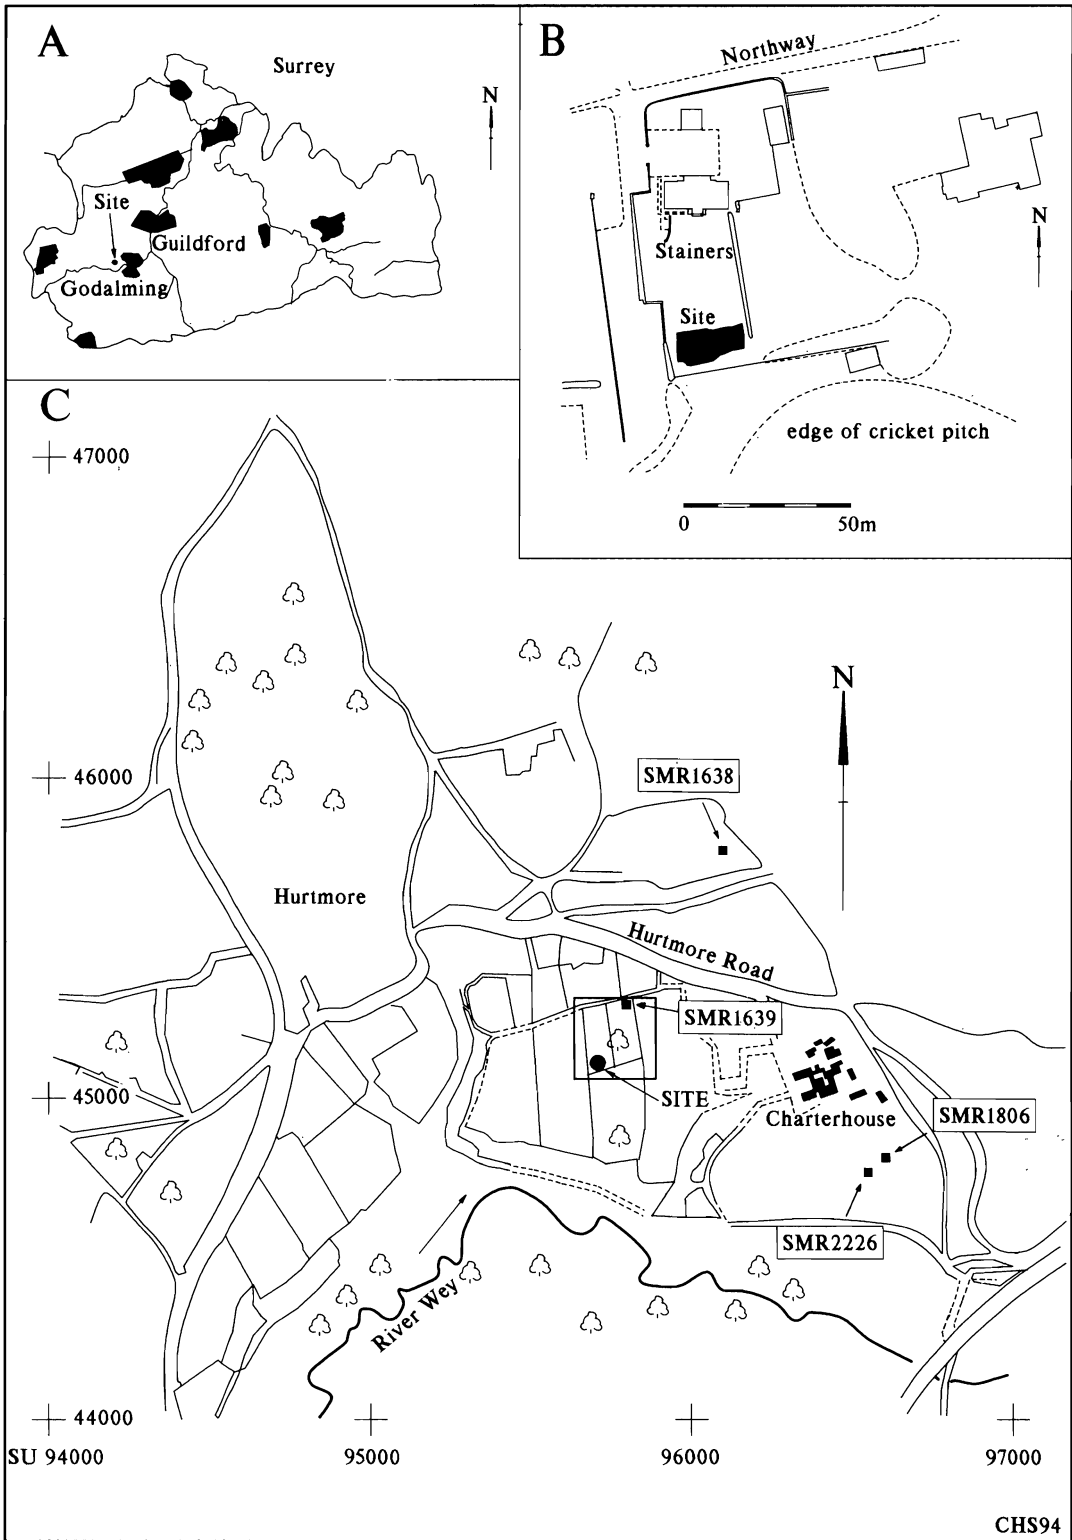 A
Surrey
N
Site
Guildford
Godalming
B
Northway
N
Stainers
Site
edge of cricket pitch
0 50m
C
47000
N
46000
SMR1638
Hurtmore
Hurtmore Road
SMR1639
45000
SITE
Charterhouse
SMR1806
SMR2226
River Wey
44000
SU 94000 95000 96000 97000
CHS94